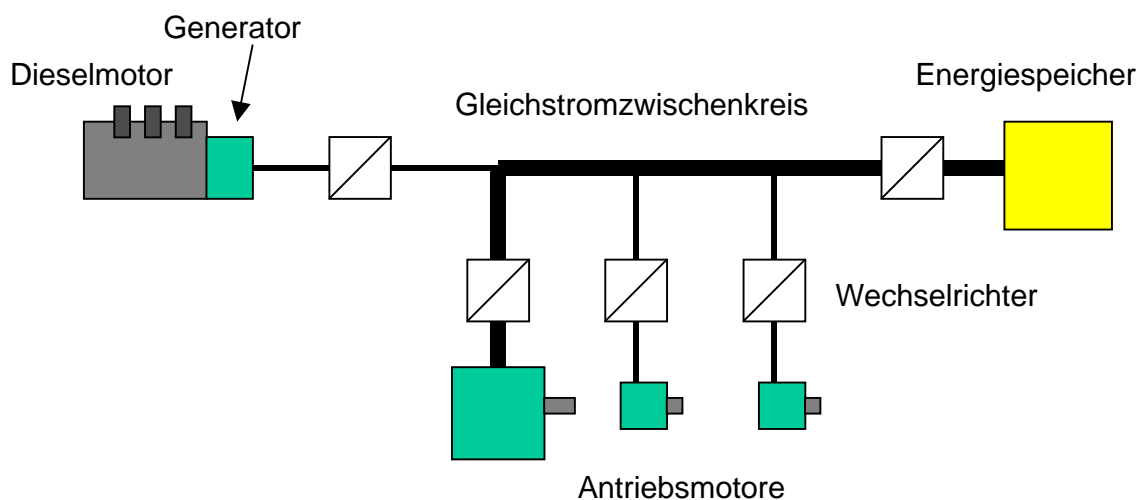 Generator
Dieselmotor
Energiespeicher
Gleichstromzwischenkreis
Wechselrichter
Antriebsmotore